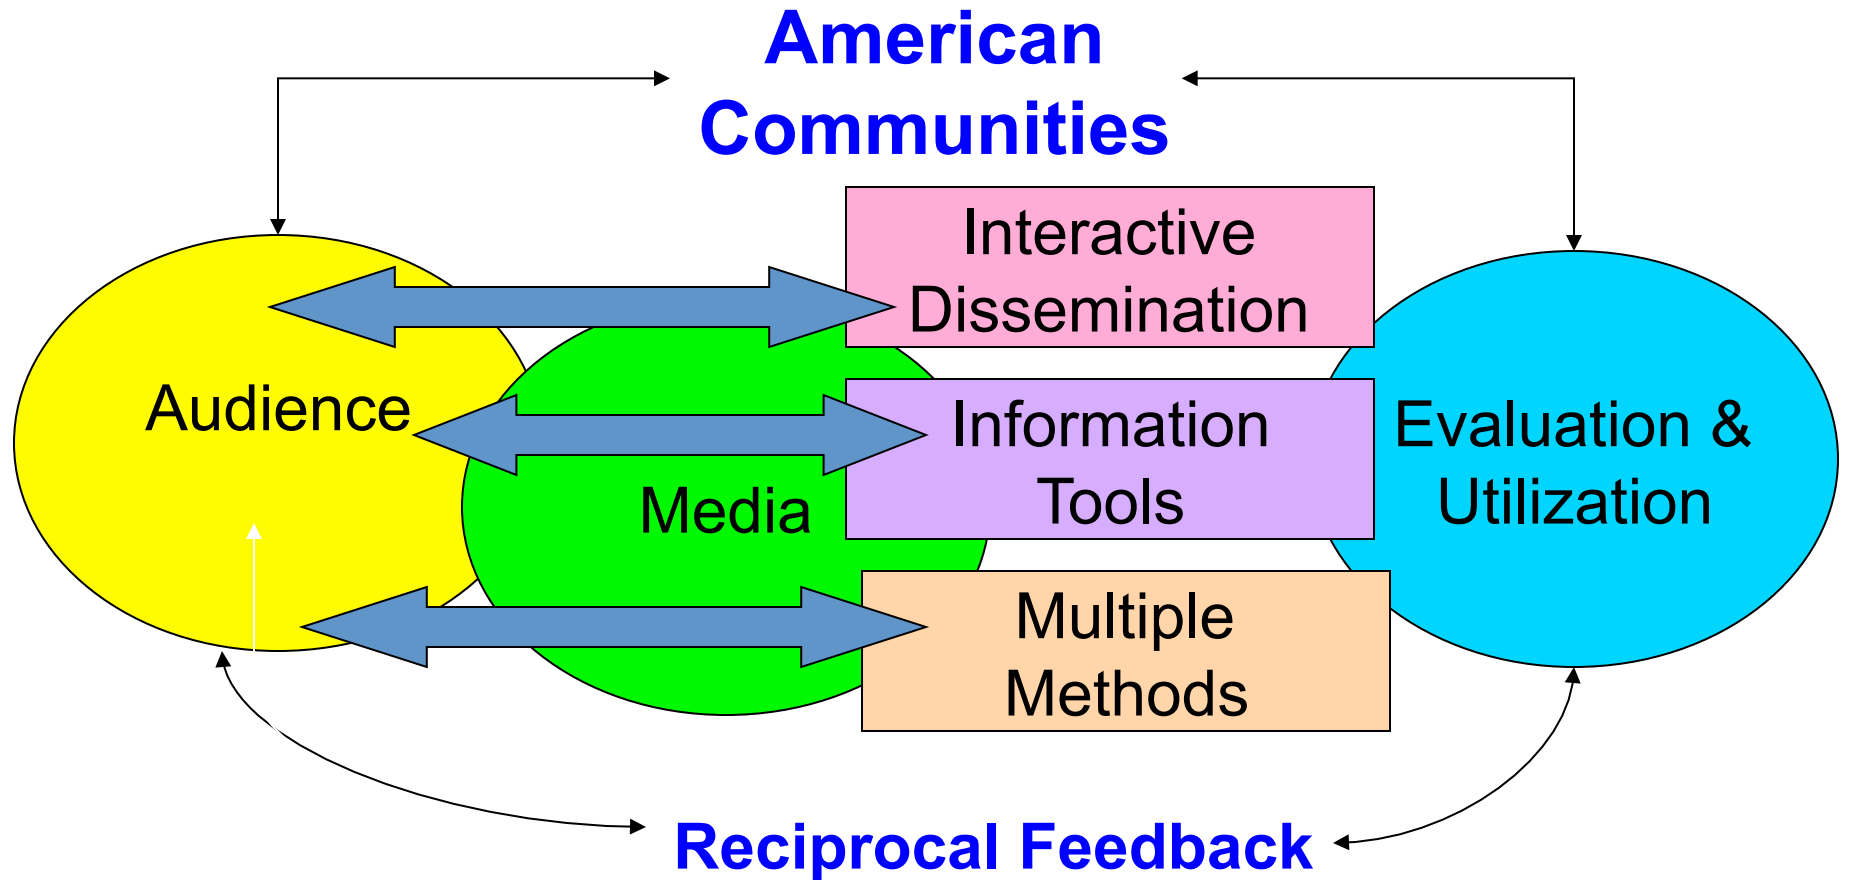 American
Communities
Interactive
Dissemination
Audience
Media
Information
Tools
Evaluation &
Utilization
Multiple
Methods
Reciprocal Feedback